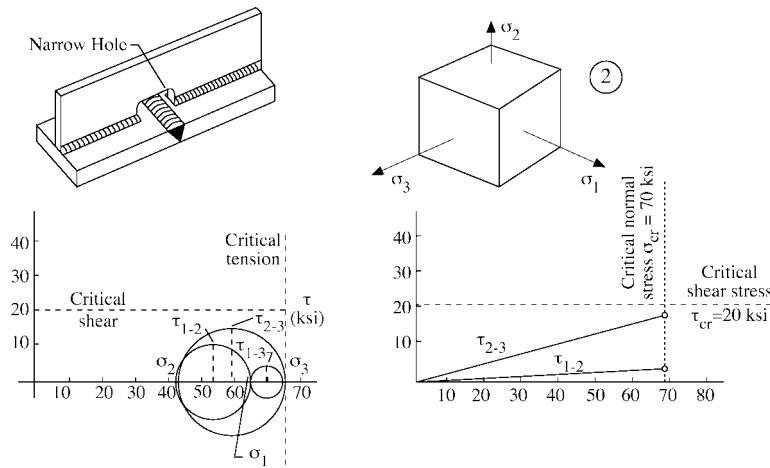 Narrow Hole
σ2
2
σ3
σ1
Critical
tension
40
30
20
10
Critical
shear
τ
(ksi)
τ1-2
τ2-3
τ1-3
7
σ2
σ3
σ1
10 20 30 40 50 60 70
Critical normal
stress σcr = 70 ksi
40
30
20
10
Critical
shear stress
τcr=20 ksi
τ2-3
τ1-2
10 20 30 40 50 60 70 80